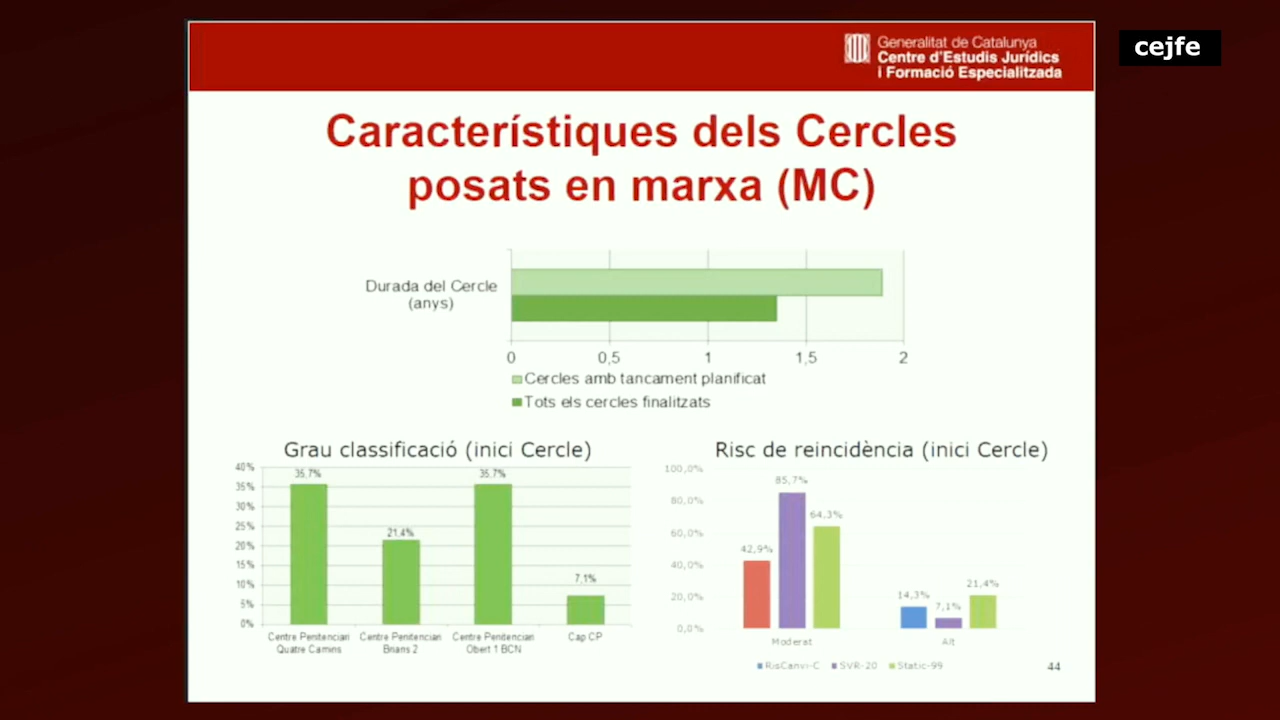 cejfe
Generalitat de Catalunya
Centre d'Estudis Jurídics
i Formació Especialitzada
Característiques dels Cercles
posats en marxa (MC)
Durada del Cercle
(anys)
0 0,5 1 1,5 2
Cercles amb tancament planificat
Tots els cercles finalitzats
Grau classificació (inici Cercle)
40%
35%
30%
25%
20%
15%
10%
5%
0%
35,7% 21,4% 35,7% 7,1%
Centre Penitenciari Centre Penitenciari Centre Penitenciari Cap CP
Quatre Camins Brians 2 Obert 1 BCN
Risc de reincidència (inici Cercle)
100,0%
80,0%
60,0%
40,0%
20,0%
0,0%
42,9% 85,7% 64,3% 14,3% 7,1% 21,4%
Moderat Alt
RisCanvi-C SVR-20 Static-99
44